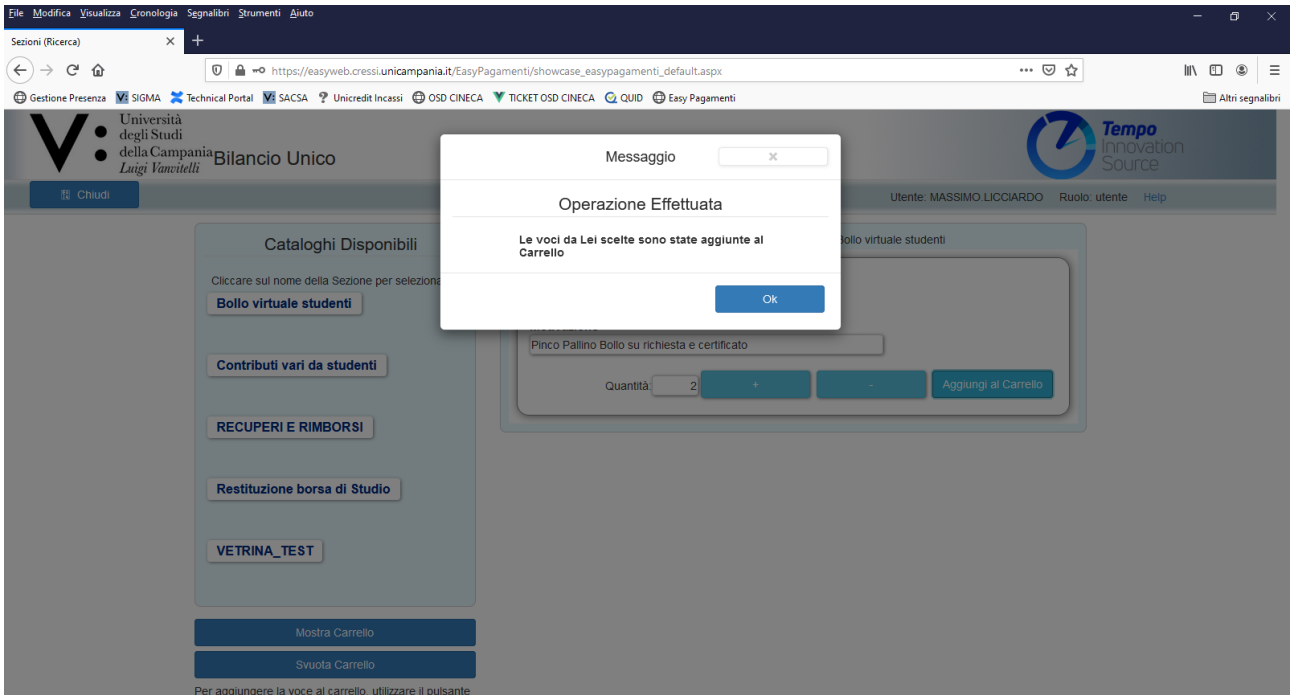 File Modifica Visualizza Cronologia Segnalibri Strumenti Aiuto
Sezioni (Ricerca)
https://easyweb.cressi.unicampania.it/EasyPagamenti/showcase_easypagamenti_default.aspx
Gestione Presenza SIGMA Technical Portal SACSA Unicredit Incassi OSD CINECA TICKET OSD CINECA QUID Easy Pagamenti Altri segnalibri
V:
Università
degli Studi
della Campania
Luigi Vanvitelli
Bilancio Unico
Tempo
Innovation
Source
Chiudi
Utente: MASSIMO.LICCIARDO Ruolo: utente Help
Messaggio
Operazione Effettuata
Le voci da Lei scelte sono state aggiunte al
Carrello
Ok
Cataloghi Disponibili
Cliccare sul nome della Sezione per seleziona
Bollo virtuale studenti
Contributi vari da studenti
RECUPERI E RIMBORSI
Restituzione borsa di Studio
VETRINA_TEST
Mostra Carrello
Svuota Carrello
Per aggiungere la voce al carrello, utilizzare il pulsante
Bollo virtuale studenti
Pinco Pallino Bollo su richiesta e certificato
Quantità: 2 + - Aggiungi al Carrello